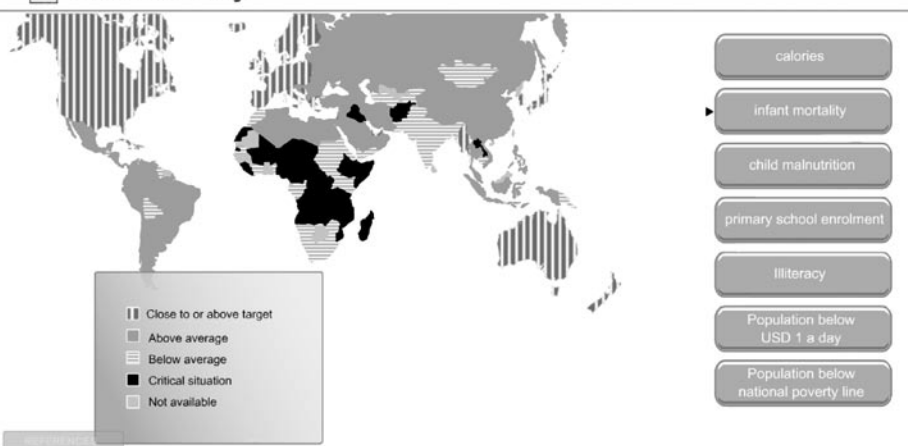 calories
infant mortality
child malnutrition
primary school enrolment
Illiteracy
Population below
USD 1 a day
Population below
national poverty line
Close to or above target
Above average
Below average
Critical situation
Not available